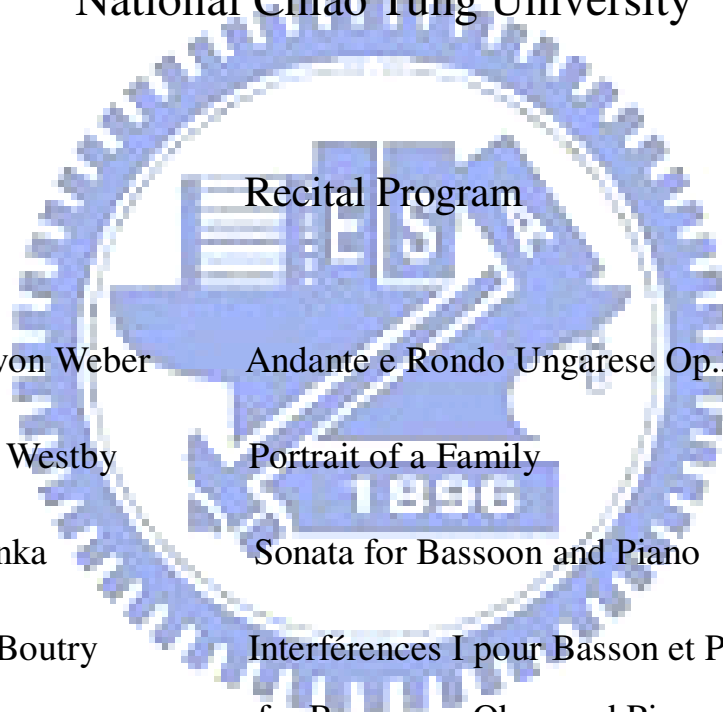 National Chiao Tung University
E S A
Recital Program
von Weber Andante e Rondo Ungarese Op.
Westby Portrait of a Family
1896
nka Sonata for Bassoon and Piano
Boutry Interférences I pour Basson et P
for